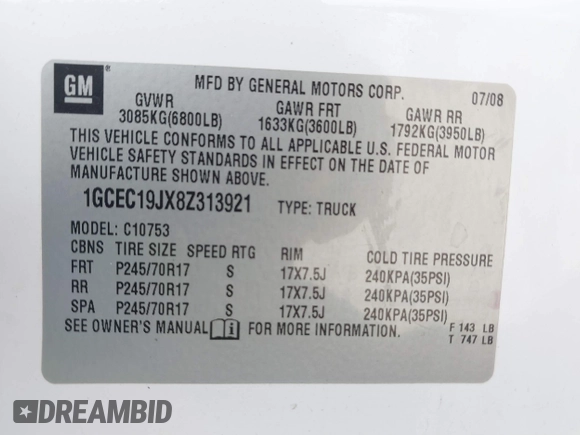 GM ®
MFD BY GENERAL MOTORS CORP. 07/08
GVWR GAWR FRT GAWR RR
3085KG(6800LB) 1633KG(3600LB) 1792KG(3950LB)
THIS VEHICLE CONFORMS TO ALL APPLICABLE U.S. FEDERAL MOTOR
VEHICLE SAFETY STANDARDS IN EFFECT ON THE DATE OF
MANUFACTURE SHOWN ABOVE.
1GCEC19JX8Z313921 TYPE: TRUCK
MODEL: C10753
CBNS TIRE SIZE SPEED RTG RIM COLD TIRE PRESSURE
FRT P245/70R17 S 17X7.5J 240KPA(35PSI)
RR P245/70R17 S 17X7.5J 240KPA(35PSI)
SPA P245/70R17 S 17X7.5J 240KPA(35PSI)
SEE OWNER'S MANUAL i FOR MORE INFORMATION.
F 143 LB
T 747 LB
DREAMBID